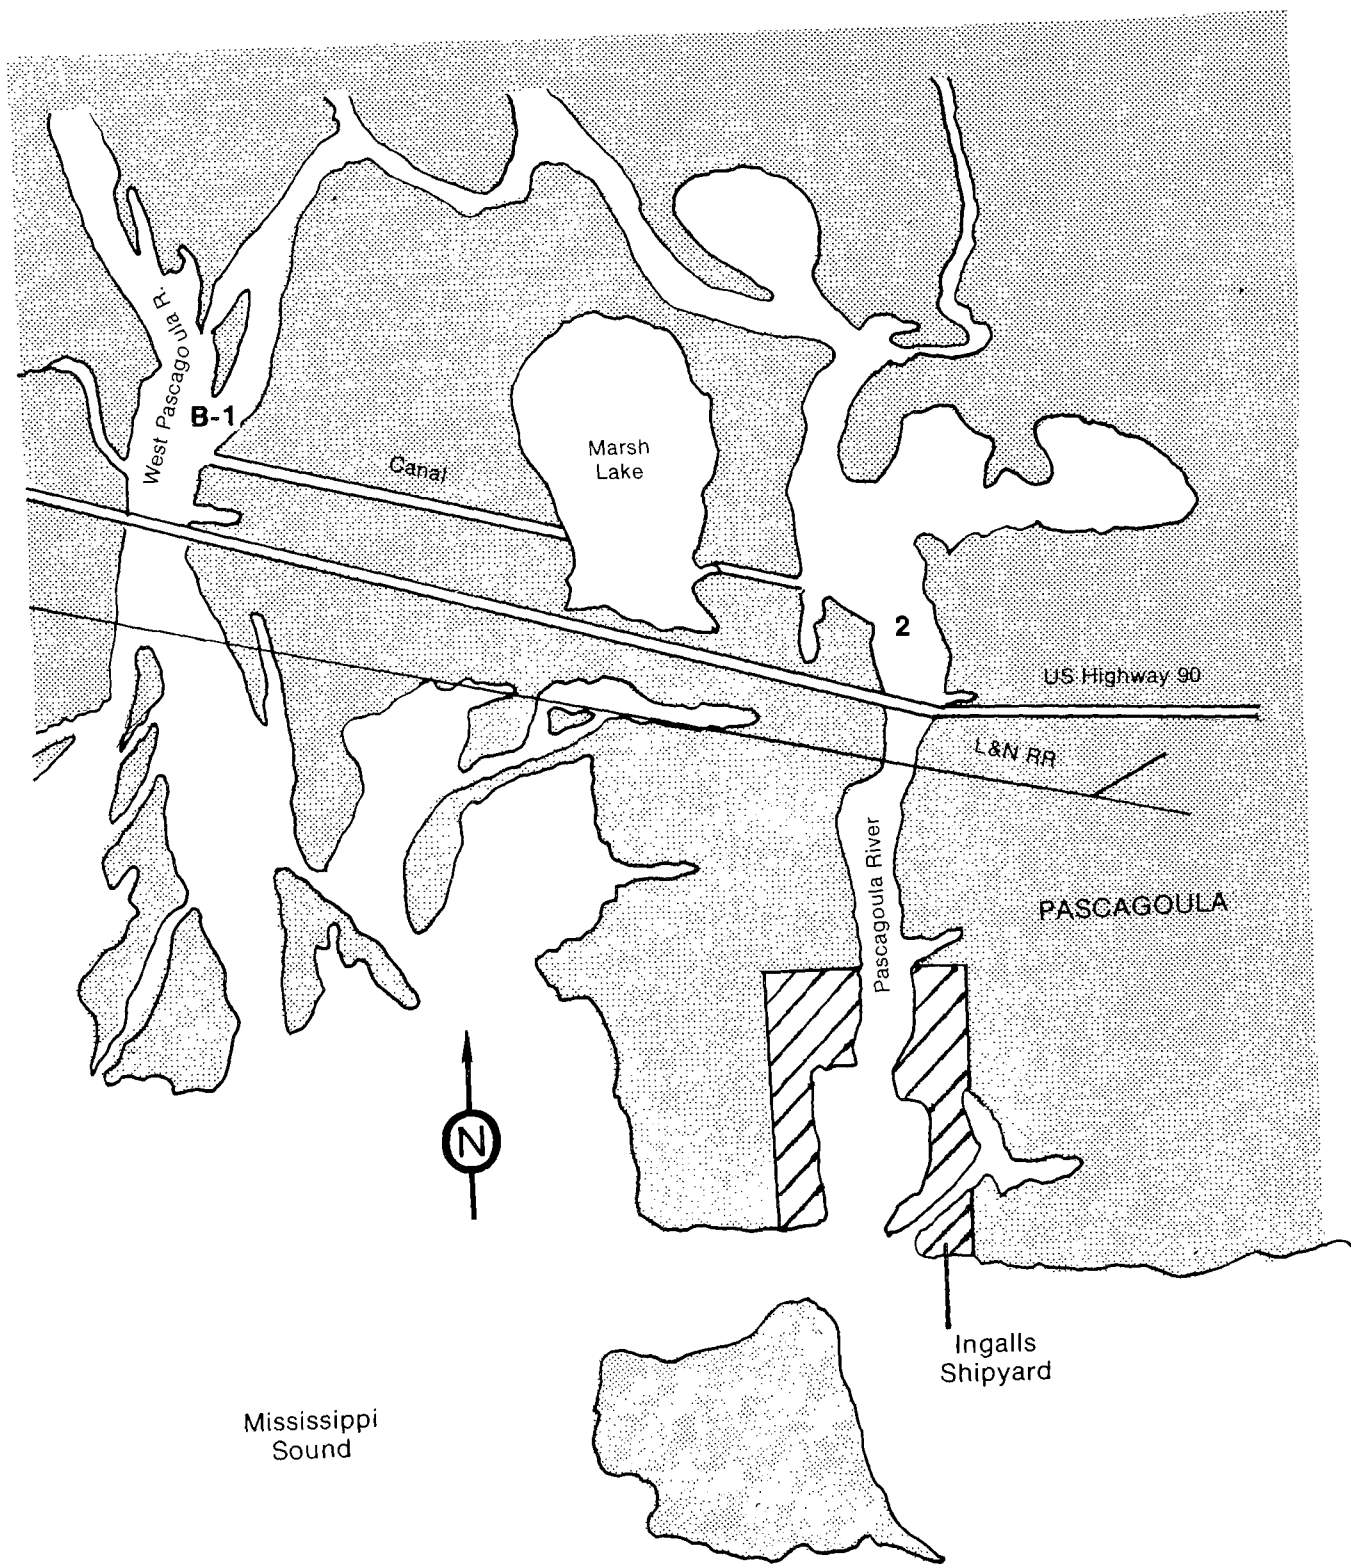 West Pascagoula R.
B-1
Canal
Marsh
Lake
2
US Highway 90
L&N RR
Pascagoula River
PASCAGOULA
N
Ingalls
Shipyard
Mississippi
Sound